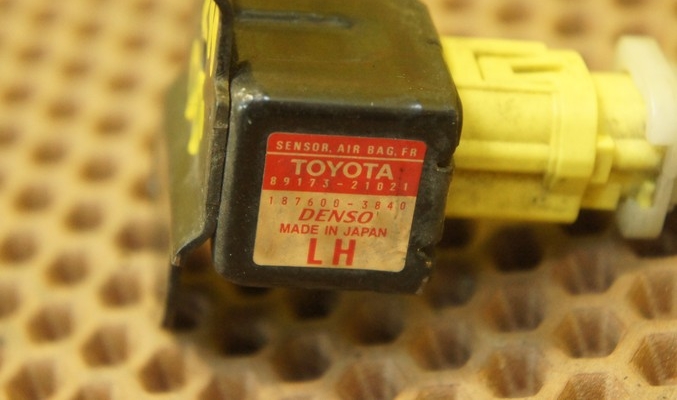 SENSOR, AIR BAG, FR
TOYOTA
89173-21021
187600-3840
DENSO
MADE IN JAPAN
LH